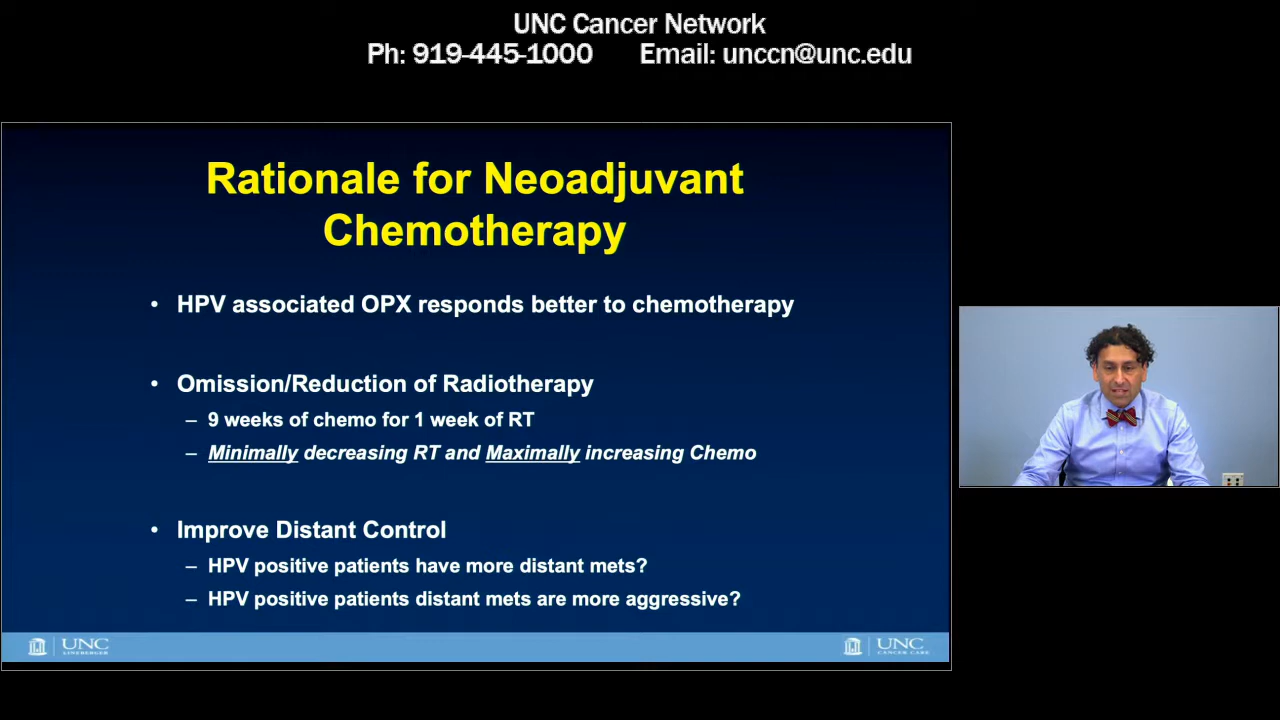 UNC Cancer Network
Ph: 919-445-1000 Email: unccn@unc.edu
Rationale for Neoadjuvant
Chemotherapy
• HPV associated OPX responds better to chemotherapy
• Omission/Reduction of Radiotherapy
– 9 weeks of chemo for 1 week of RT
– Minimally decreasing RT and Maximally increasing Chemo
• Improve Distant Control
– HPV positive patients have more distant mets?
– HPV positive patients distant mets are more aggressive?
UNC
LINEBERGER
UNC
CANCER CARE